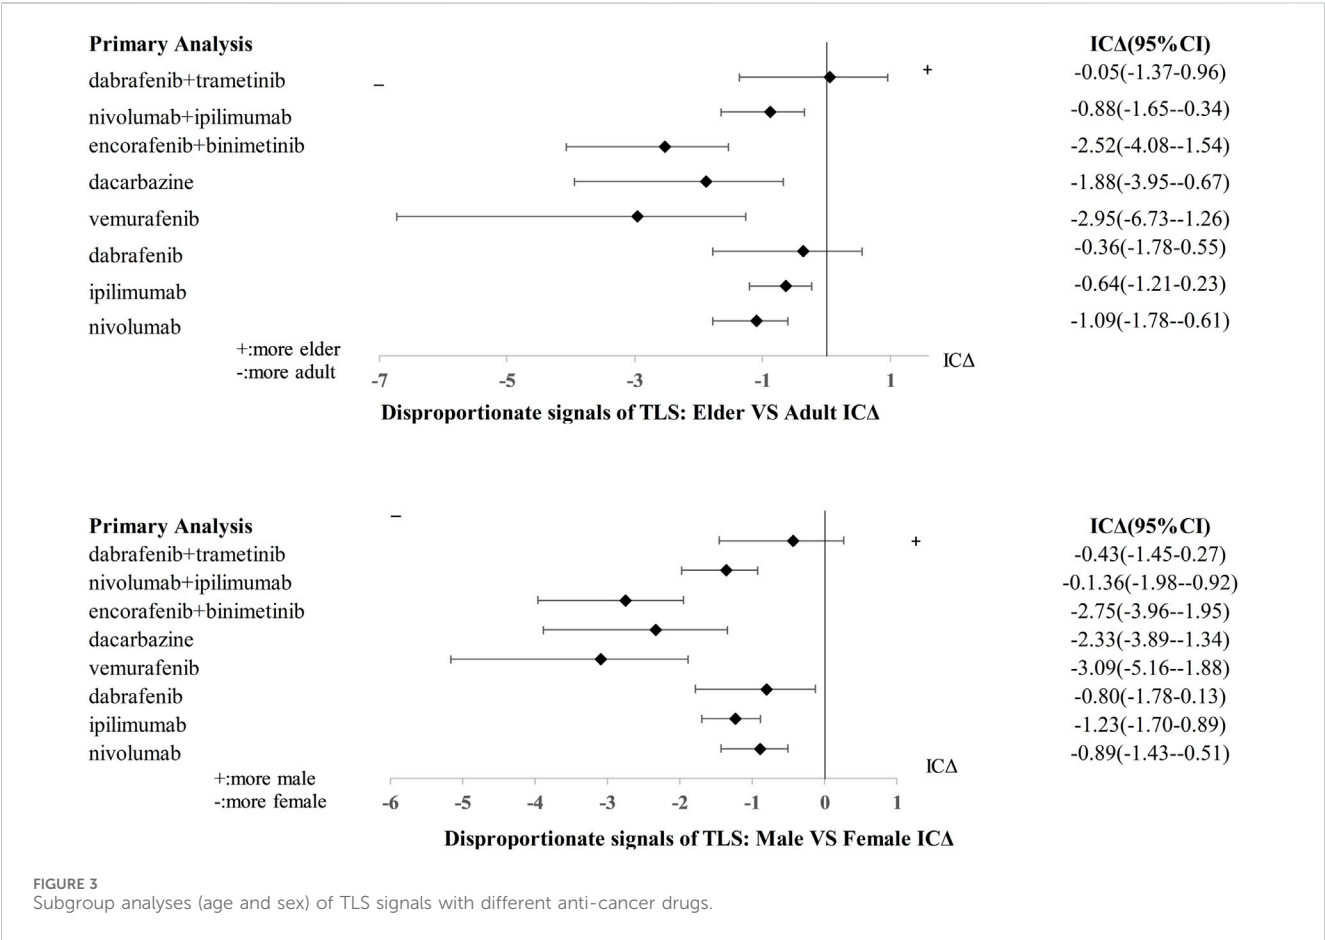 Primary Analysis ICΔ(95%CI)
dabrafenib+trametinib + -0.05(-1.37-0.96)
–
nivolumab+ipilimumab -0.88(-1.65--0.34)
encorafenib+binimetinib -2.52(-4.08--1.54)
dacarbazine -1.88(-3.95--0.67)
vemurafenib -2.95(-6.73--1.26)
dabrafenib -0.36(-1.78-0.55)
ipilimumab -0.64(-1.21-0.23)
nivolumab -1.09(-1.78--0.61)
+:more elder
-:more adult
ICΔ
-7 -5 -3 -1 1
Disproportionate signals of TLS: Elder VS Adult ICΔ
–
Primary Analysis ICΔ(95%CI)
dabrafenib+trametinib + -0.43(-1.45-0.27)
nivolumab+ipilimumab -0.1.36(-1.98--0.92)
encorafenib+binimetinib -2.75(-3.96--1.95)
dacarbazine -2.33(-3.89--1.34)
vemurafenib -3.09(-5.16--1.88)
dabrafenib -0.80(-1.78-0.13)
ipilimumab -1.23(-1.70-0.89)
nivolumab -0.89(-1.43--0.51)
ICΔ
+:more male
-:more female
-6 -5 -4 -3 -2 -1 0 1
Disproportionate signals of TLS: Male VS Female ICΔ
FIGURE 3
Subgroup analyses (age and sex) of TLS signals with different anti-cancer drugs.